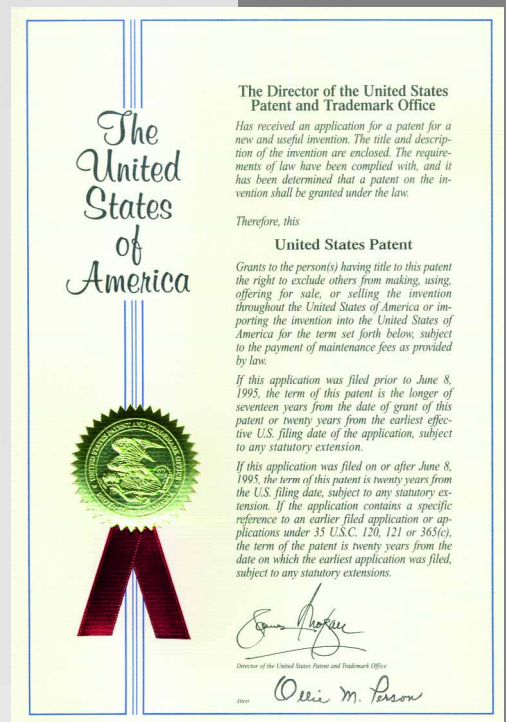 The
United
States
of
America
The Director of the United States
Patent and Trademark Office
Has received an application for a patent for a
new and useful invention. The title and descrip-
tion of the invention are enclosed. The require-
ments of law have been complied with, and it
has been determined that a patent on the in-
vention shall be granted under the law.
Therefore, this
United States Patent
Grants to the person(s) having title to this patent
the right to exclude others from making, using,
offering for sale, or selling the invention
throughout the United States of America or im-
porting the invention into the United States of
America for the term set forth below, subject
to the payment of maintenance fees as provided
by law.
If this application was filed prior to June 8,
1995, the term of this patent is the longer of
seventeen years from the date of grant of this
patent or twenty years from the earliest effec-
tive U.S. filing date of the application, subject
to any statutory extension.
If this application was filed on or after June 8,
1995, the term of this patent is twenty years from
the U.S. filing date, subject to any statutory ex-
tension. If the application contains a specific
reference to an earlier filed application or ap-
plications under 35 U.S.C. 120, 121 or 365(c),
the term of the patent is twenty years from the
date on which the earliest application was filed,
subject to any statutory extensions.
Director of the United States Patent and Trademark Office
Attest
Ollie M. Person
UNITED STATES PATENT AND TRADEMARK OFFICE